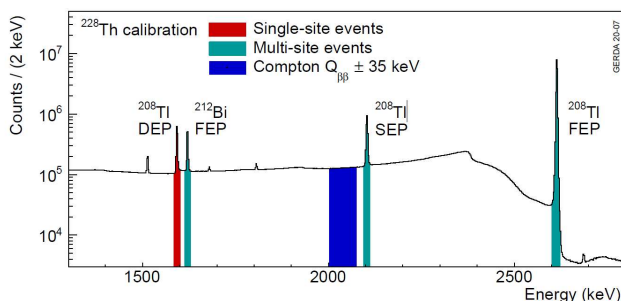 ²²⁸Th calibration
Single-site events
Multi-site events
Compton Q_ββ ± 35 keV
GERDA 20-07
Counts / (2 keV)
10⁷
10⁶
10⁵
10⁴
²⁰⁸Tl
DEP
²¹²Bi
FEP
²⁰⁸Tl
SEP
²⁰⁸Tl
FEP
1500
2000
2500
Energy (keV)